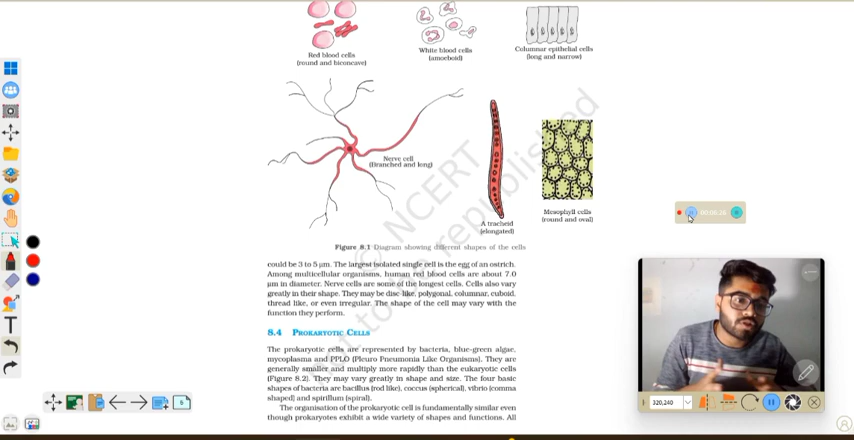 Red blood cells
(round and biconcave)
White blood cells
(amoeboid)
Columnar epithelial cells
(long and narrow)
Nerve cell
(Branched and long)
A tracheid
(elongated)
Mesophyll cells
(round and oval)
Figure 8.1 Diagram showing different shapes of the cells
© NCERT
not to be republished
could be 3 to 5 μm. The largest isolated single cell is the egg of an ostrich.
Among multicellular organisms, human red blood cells are about 7.0
μm in diameter. Nerve cells are some of the longest cells. Cells also vary
greatly in their shape. They may be disc-like, polygonal, columnar, cuboid,
thread like, or even irregular. The shape of the cell may vary with the
function they perform.
8.4 PROKARYOTIC CELLS
The prokaryotic cells are represented by bacteria, blue-green algae,
mycoplasma and PPLO (Pleuro Pneumonia Like Organisms). They are
generally smaller and multiply more rapidly than the eukaryotic cells
(Figure 8.2). They may vary greatly in shape and size. The four basic
shapes of bacteria are bacillus (rod like), coccus (spherical), vibrio (comma
shaped) and spirillum (spiral).
The organisation of the prokaryotic cell is fundamentally similar even
though prokaryotes exhibit a wide variety of shapes and functions. All
00:00:26
320,240
T